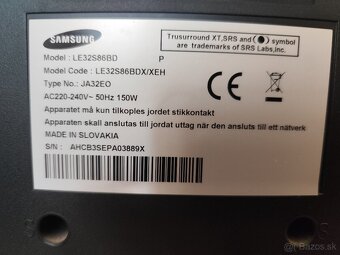 SAMSUNG
Trusurround XT,SRS and (●) symbol
are trademarks of SRS Labs,inc.
Model : LE32S86BD P
Model Code : LE32S86BDX/XEH
Type No.: JA32EO
AC220-240V~ 50Hz 150W
Apparatet må kun tilkoples jordet stikkontakt
Apparaten skall anslutas till jordat uttag när den ansluts till ett nätverk
MADE IN SLOVAKIA
S/N : AHCB3SEPA03889X
Bazos.sk